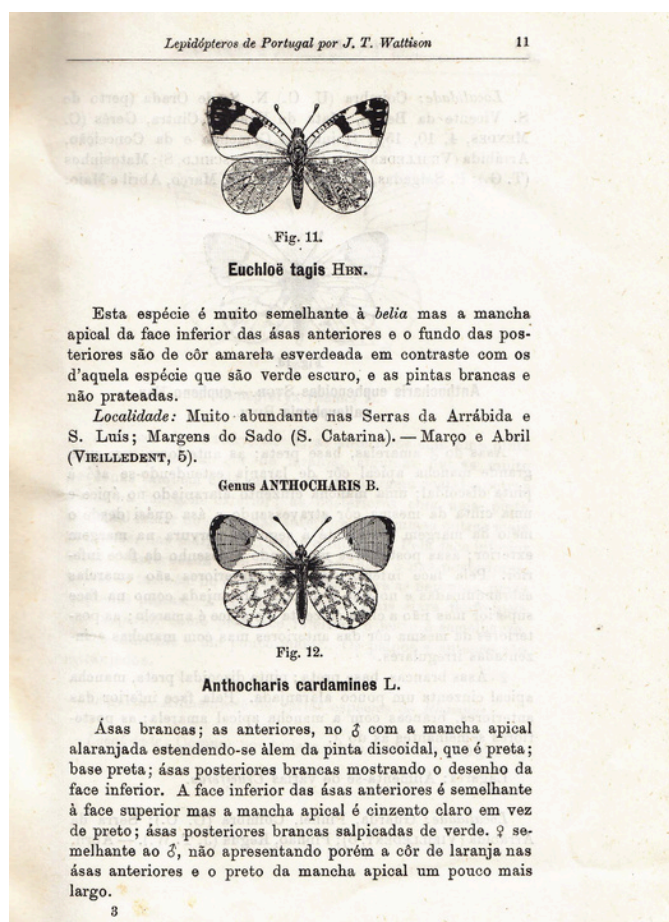 Lepidópteros de Portugal por J. T. Wattison 11
Fig. 11.
Euchloë tagis HBN.
Esta espécie é muito semelhante à belia mas a mancha
apical da face inferior das ásas anteriores e o fundo das pos-
teriores são de côr amarela esverdeada em contraste com os
d'aquela espécie que são verde escuro, e as pintas brancas e
não prateadas.
Localidade: Muito abundante nas Serras da Arrábida e
S. Luís; Margens do Sado (S. Catarina). — Março e Abril
(VIEILLEDENT, 5).
Genus ANTHOCHARIS B.
Fig. 12.
Anthocharis cardamines L.
Ásas brancas; as anteriores, no ♂ com a mancha apical
alaranjada estendendo-se àlem da pinta discoidal, que é preta;
base preta; ásas posteriores brancas mostrando o desenho da
face inferior. A face inferior das ásas anteriores é semelhante
à face superior mas a mancha apical é cinzento claro em vez
de preto; ásas posteriores brancas salpicadas de verde. ♀ se-
melhante ao ♂, não apresentando porém a côr de laranja nas
ásas anteriores e o preto da mancha apical um pouco mais
largo.
3